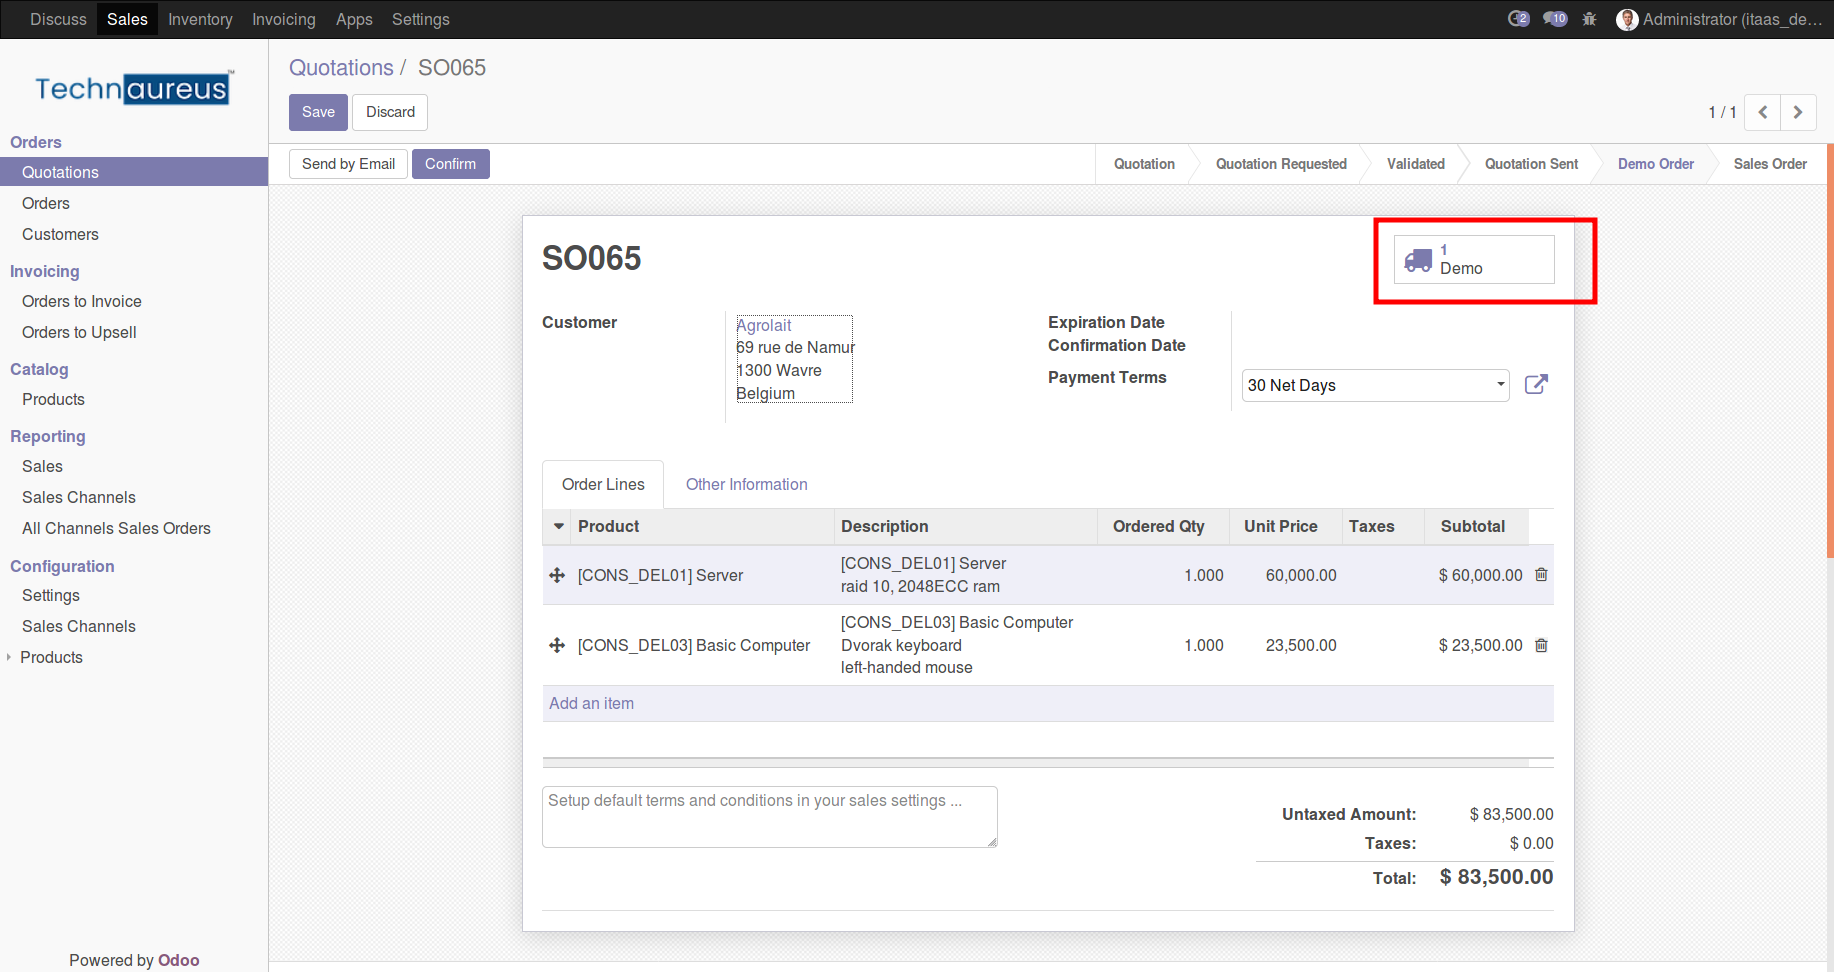 Discuss Sales Inventory Invoicing Apps Settings 2 10 Administrator (itaas_de...
Technaureus™
Orders
Quotations
Orders
Customers
Invoicing
Orders to Invoice
Orders to Upsell
Catalog
Products
Reporting
Sales
Sales Channels
All Channels Sales Orders
Configuration
Settings
Sales Channels
Products
Powered by Odoo
Quotations / SO065
Save Discard 1 / 1
Send by Email Confirm Quotation Quotation Requested Validated Quotation Sent Demo Order Sales Order
1
Demo
SO065
Customer
Agrolait
69 rue de Namur
1300 Wavre
Belgium
Expiration Date
Confirmation Date
Payment Terms 30 Net Days
Order Lines Other Information
Product Description Ordered Qty Unit Price Taxes Subtotal
[CONS_DEL01] Server [CONS_DEL01] Server 1.000 60,000.00 $ 60,000.00
raid 10, 2048ECC ram
[CONS_DEL03] Basic Computer [CONS_DEL03] Basic Computer 1.000 23,500.00 $ 23,500.00
Dvorak keyboard
left-handed mouse
Add an item
Setup default terms and conditions in your sales settings ...
Untaxed Amount: $ 83,500.00
Taxes: $ 0.00
Total: $ 83,500.00